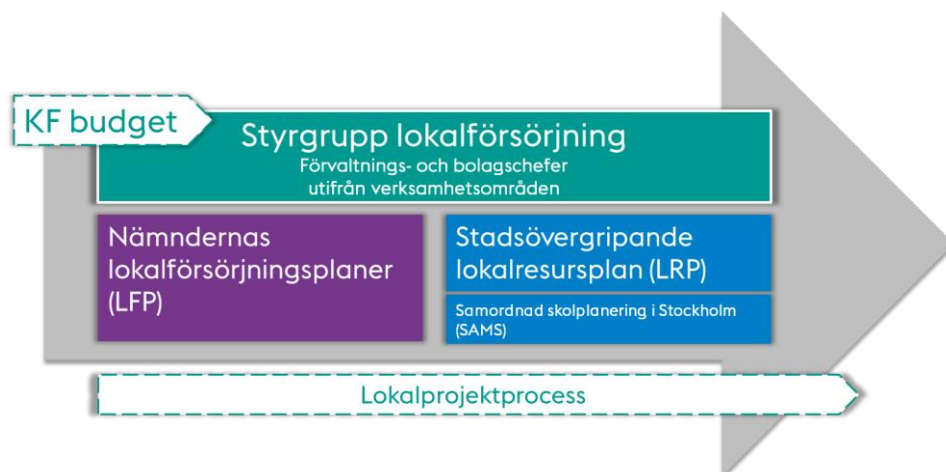 KF budget
Styrgrupp lokalförsörjning
Förvaltnings- och bolagschefer
utifrån verksamhetsområden
Nämndernas
lokalförsörjningsplaner
(LFP)
Stadsövergripande
lokalresursplan (LRP)
Samordnad skolplanering i Stockholm
(SAMS)
Lokalprojektprocess